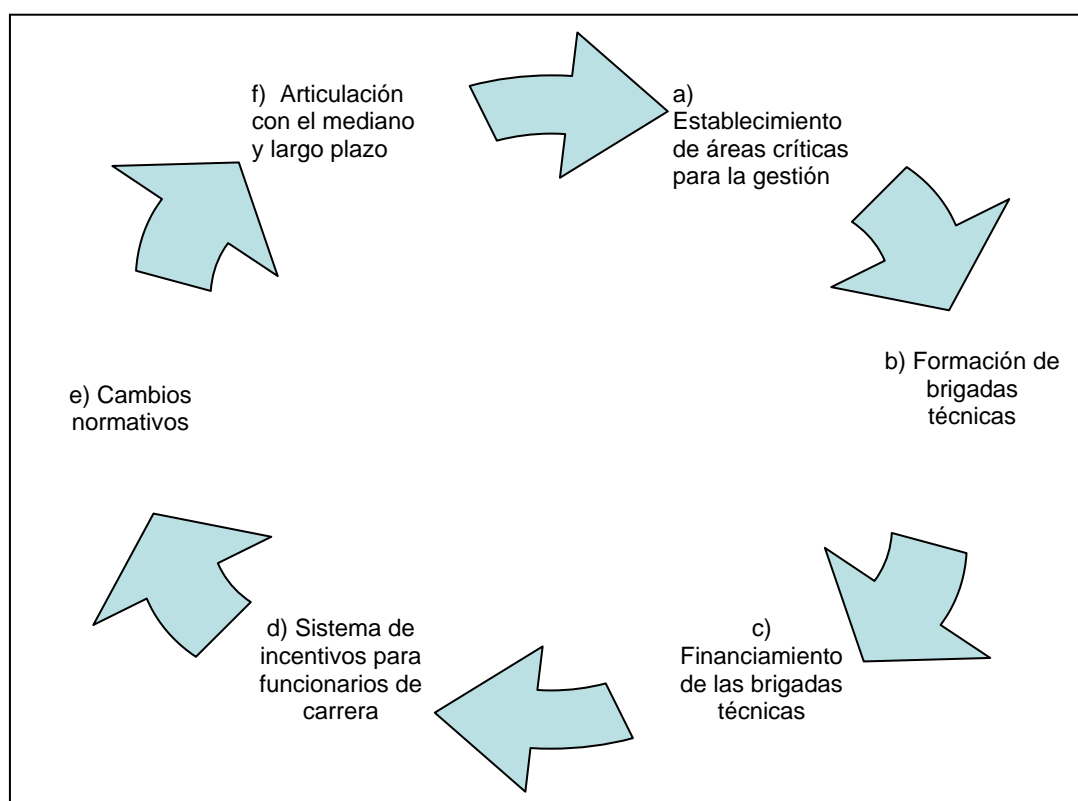 a)
Establecimiento
de áreas críticas
para la gestión
b) Formación de
brigadas
técnicas
c)
Financiamiento
de las brigadas
técnicas
d) Sistema de
incentivos para
funcionarios de
carrera
e) Cambios
normativos
f) Articulación
con el mediano
y largo plazo